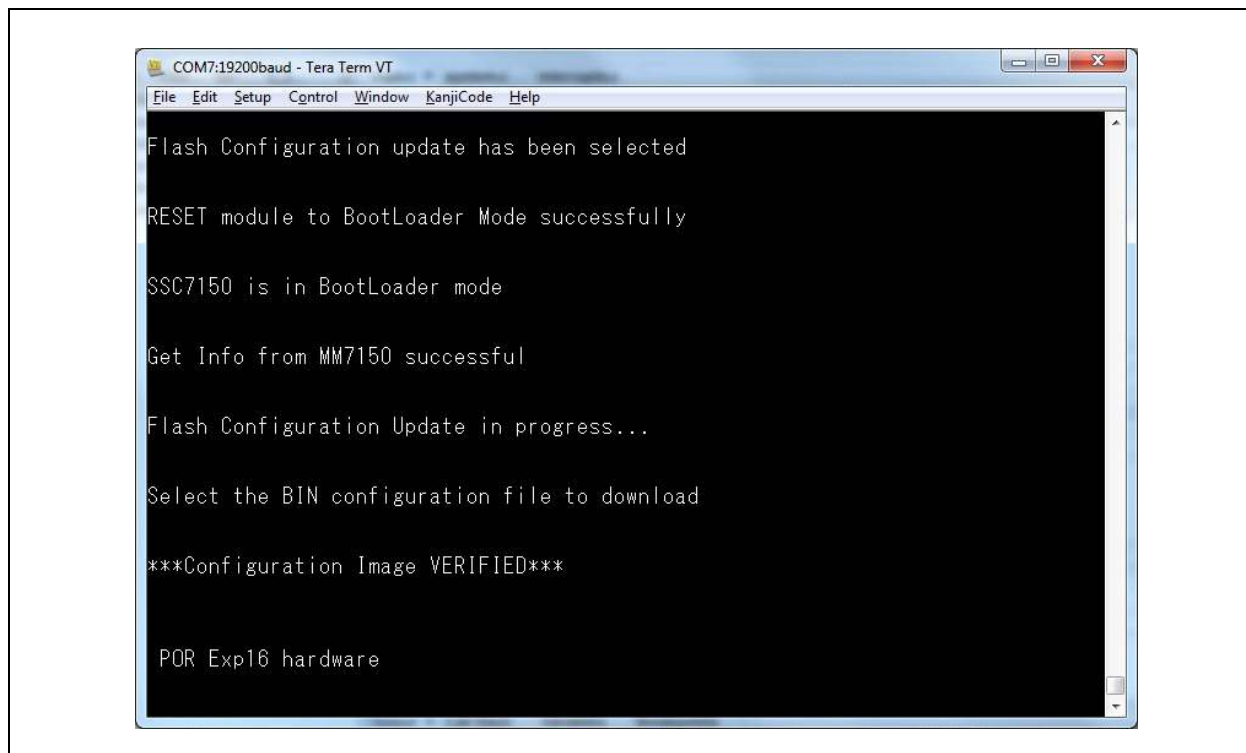 COM7:19200baud - Tera Term VT
File Edit Setup Control Window KanjiCode Help
Flash Configuration update has been selected
RESET module to BootLoader Mode successfully
SSC7150 is in BootLoader mode
Get Info from MM7150 successful
Flash Configuration Update in progress...
Select the BIN configuration file to download
***Configuration Image VERIFIED***
POR Exp16 hardware